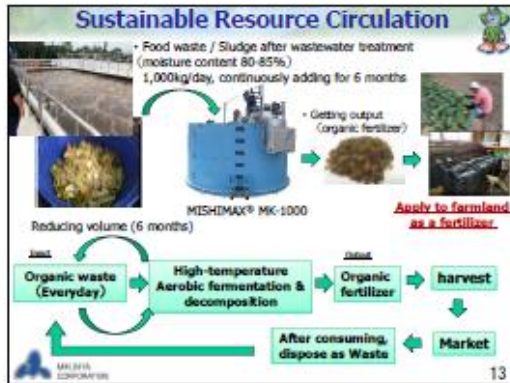 Sustainable Resource Circulation
• Food waste / Sludge after wastewater treatment
(moisture content 80-85%)
1,000kg/day, continuously adding for 6 months
• Getting output
(organic fertilizer)
MISHIMAX® MK-1000
Apply to farmland
as a fertilizer
Reducing volume (6 months)
Input
Output
Organic waste
(Everyday)
High-temperature
Aerobic fermentation &
decomposition
Organic
fertilizer
harvest
After consuming,
dispose as Waste
Market
CORPORATION
13